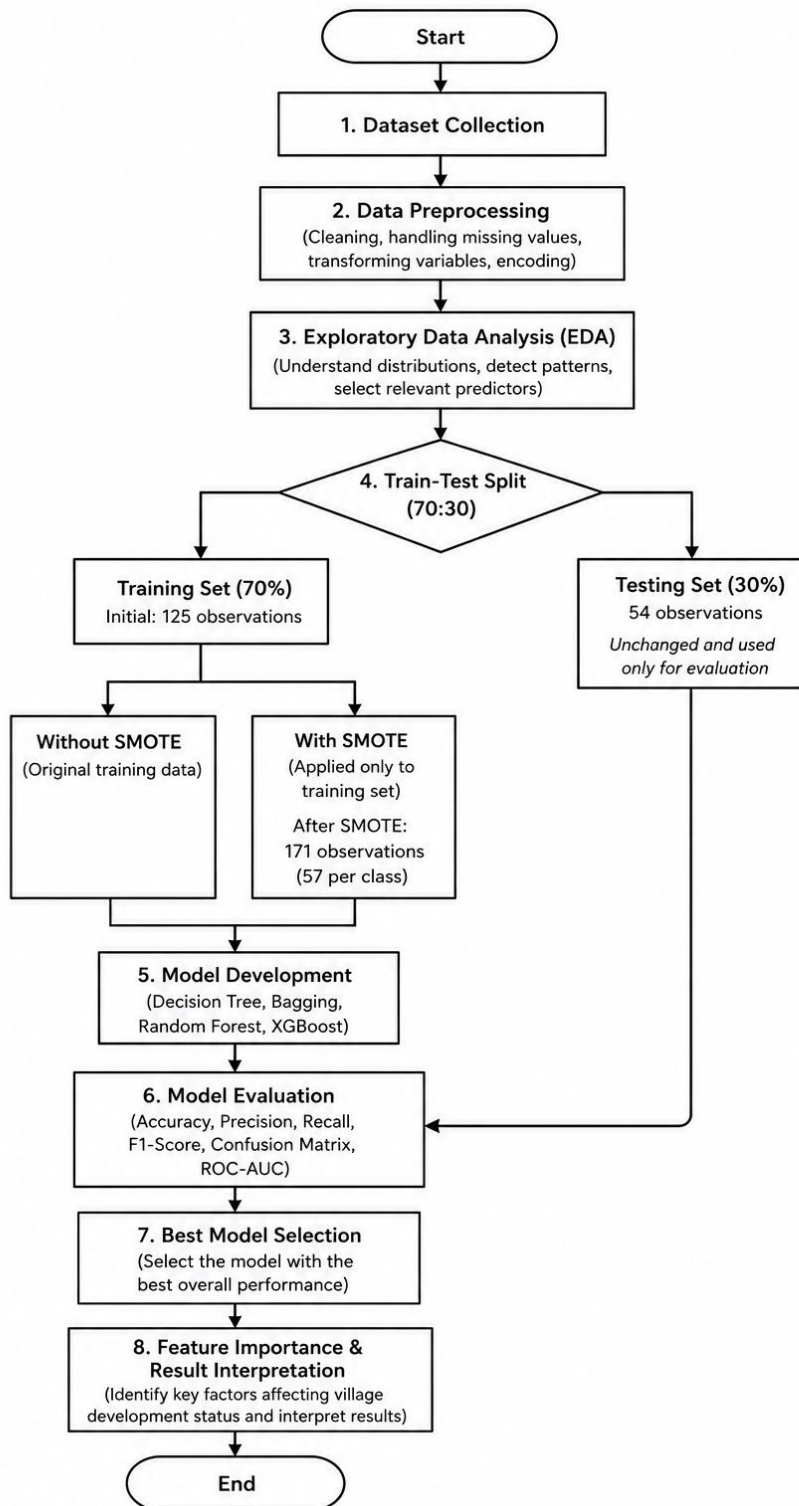 Start
1. Dataset Collection
2. Data Preprocessing
(Cleaning, handling missing values,
transforming variables, encoding)
3. Exploratory Data Analysis (EDA)
(Understand distributions, detect patterns,
select relevant predictors)
4. Train-Test Split
(70:30)
Training Set (70%)
Initial: 125 observations
Testing Set (30%)
54 observations
Unchanged and used
only for evaluation
Without SMOTE
(Original training data)
With SMOTE
(Applied only to
training set)
After SMOTE:
171 observations
(57 per class)
5. Model Development
(Decision Tree, Bagging,
Random Forest, XGBoost)
6. Model Evaluation
(Accuracy, Precision, Recall,
F1-Score, Confusion Matrix,
ROC-AUC)
7. Best Model Selection
(Select the model with the
best overall performance)
8. Feature Importance &
Result Interpretation
(Identify key factors affecting village
development status and interpret results)
End